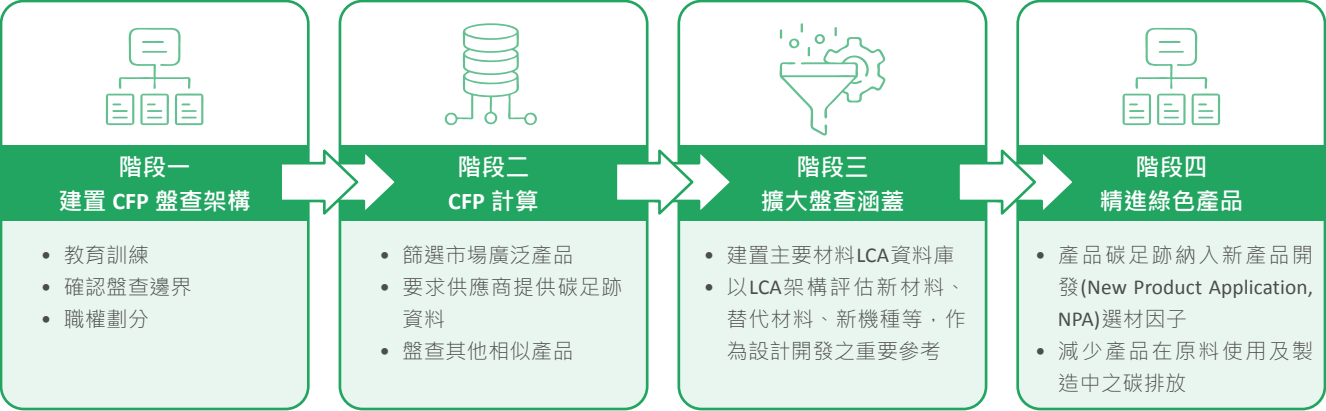 階段一
建置 CFP 盤查架構
• 教育訓練
• 確認盤查邊界
• 職權劃分
階段二
CFP 計算
• 篩選市場廣泛產品
• 要求供應商提供碳足跡
資料
• 盤查其他相似產品
階段三
擴大盤查涵蓋
• 建置主要材料LCA資料庫
• 以LCA架構評估新材料、
替代材料、新機種等，作
為設計開發之重要參考
階段四
精進綠色產品
• 產品碳足跡納入新產品開
發(New Product Application,
NPA)選材因子
• 減少產品在原料使用及製
造中之碳排放